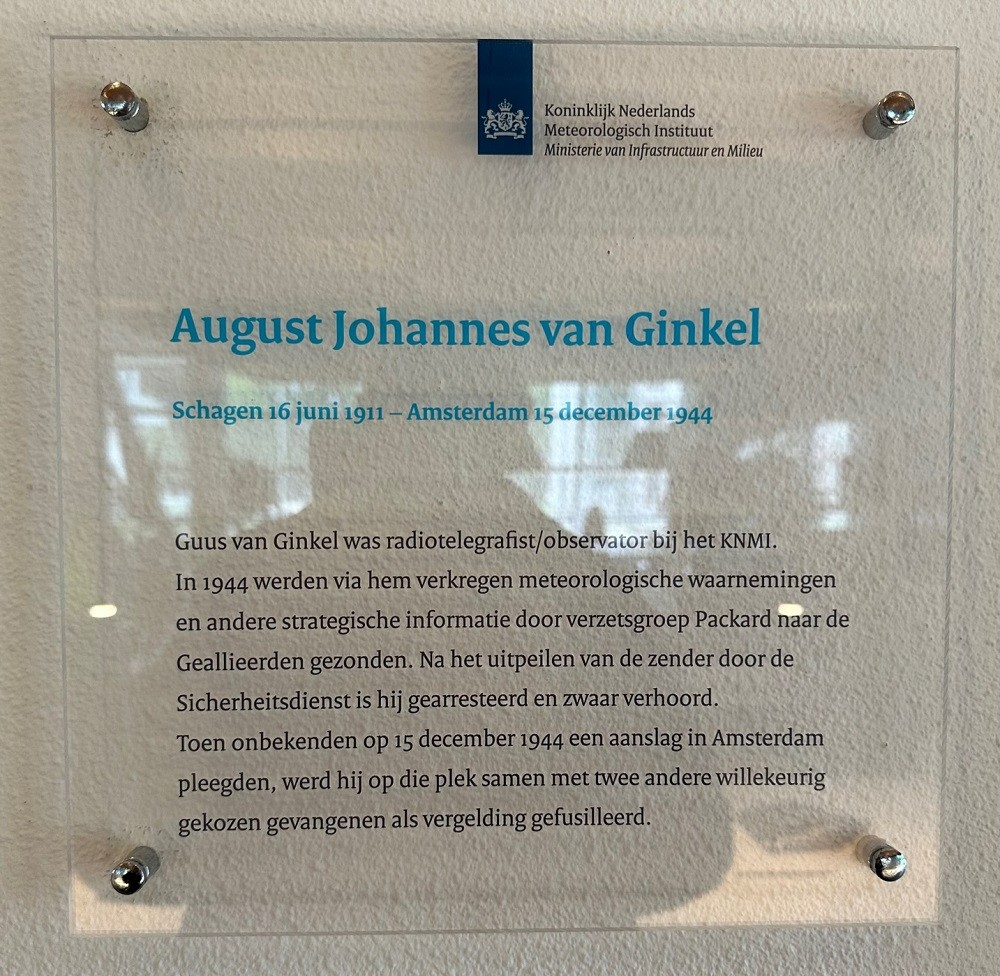 Koninklijk Nederlands
Meteorologisch Instituut
Ministerie van Infrastructuur en Milieu
August Johannes van Ginkel
Schagen 16 juni 1911 – Amsterdam 15 december 1944
Guus van Ginkel was radiotelegrafist/observator bij het KNMI.
In 1944 werden via hem verkregen meteorologische waarnemingen
en andere strategische informatie door verzetsgroep Packard naar de
Geallieerden gezonden. Na het uitpeilen van de zender door de
Sicherheitsdienst is hij gearresteerd en zwaar verhoord.
Toen onbekenden op 15 december 1944 een aanslag in Amsterdam
pleegden, werd hij op die plek samen met twee andere willekeurig
gekozen gevangenen als vergelding gefusilleerd.